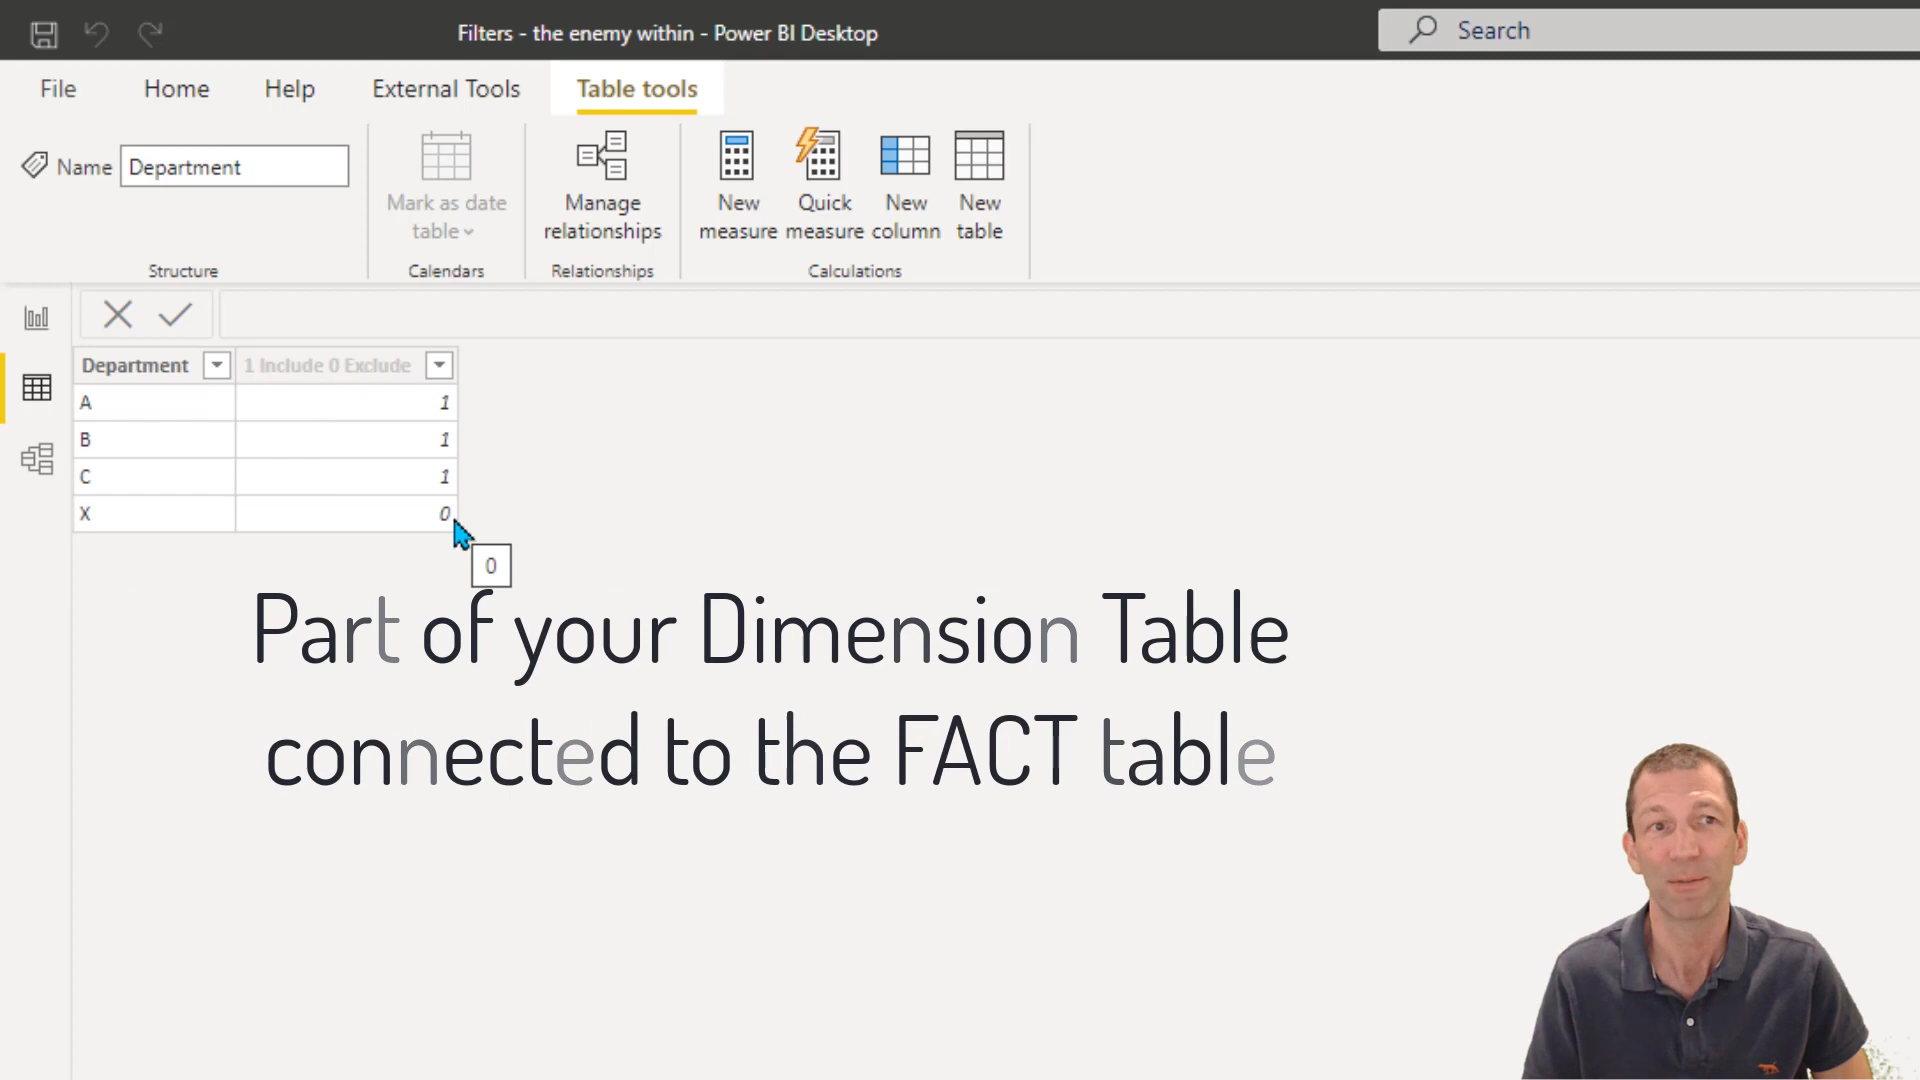 Filters - the enemy within - Power BI Desktop
Search
File Home Help External Tools Table tools
Name Department
Mark as date table
Manage relationships
New measure
Quick measure
New column
New table
Structure Calendars Relationships Calculations
Department 1 Include 0 Exclude
A 1
B 1
C 1
X 0
0
Part of your Dimension Table
connected to the FACT table